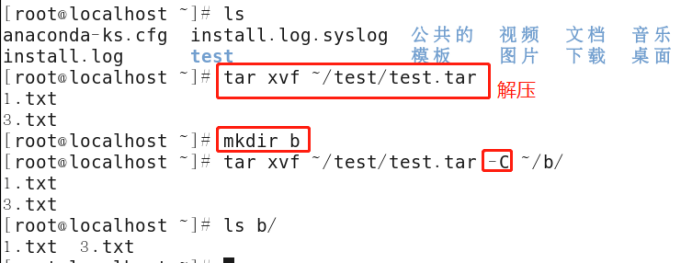 [root@localhost ~]# ls
anaconda-ks.cfg install.log.syslog 公共的 视频 文档 音乐
install.log test 模板 图片 下载 桌面
[root@localhost ~]# tar xvf ~/test/test.tar
解压
1.txt
3.txt
[root@localhost ~]# mkdir b
[root@localhost ~]# tar xvf ~/test/test.tar -C ~/b/
1.txt
3.txt
[root@localhost ~]# ls b/
1.txt 3.txt